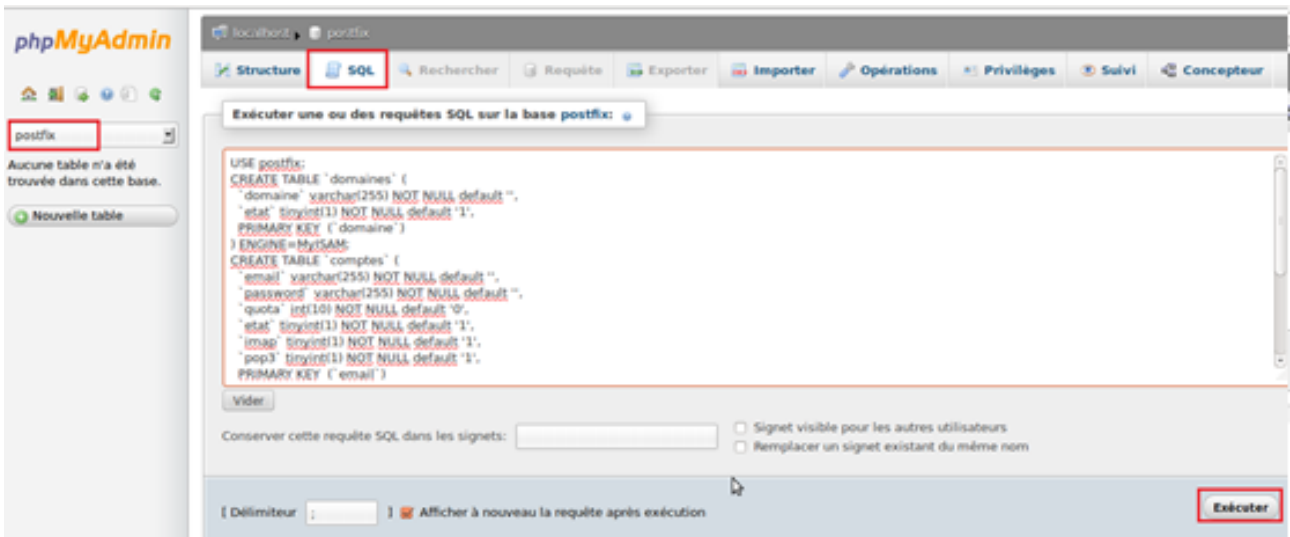 phpMyAdmin
localhost ▸ postfix
Structure SQL Rechercher Requête Exporter Importer Opérations Privilèges Suivi Concepteur
postfix
Aucune table n'a été
trouvée dans cette base.
Nouvelle table
Exécuter une ou des requêtes SQL sur la base postfix:
USE postfix;
CREATE TABLE `domaines` (
`domaine` varchar(255) NOT NULL default '',
`etat` tinyint(1) NOT NULL default '1',
PRIMARY KEY (`domaine`)
) ENGINE=MyISAM;
CREATE TABLE `comptes` (
`email` varchar(255) NOT NULL default '',
`password` varchar(255) NOT NULL default '',
`quota` int(10) NOT NULL default '0',
`etat` tinyint(1) NOT NULL default '1',
`imap` tinyint(1) NOT NULL default '1',
`pop3` tinyint(1) NOT NULL default '1',
PRIMARY KEY (`email`)
Vider
Conserver cette requête SQL dans les signets:
Signet visible pour les autres utilisateurs
Remplacer un signet existant du même nom
[ Délimiteur ; ] Afficher à nouveau la requête après exécution
Exécuter